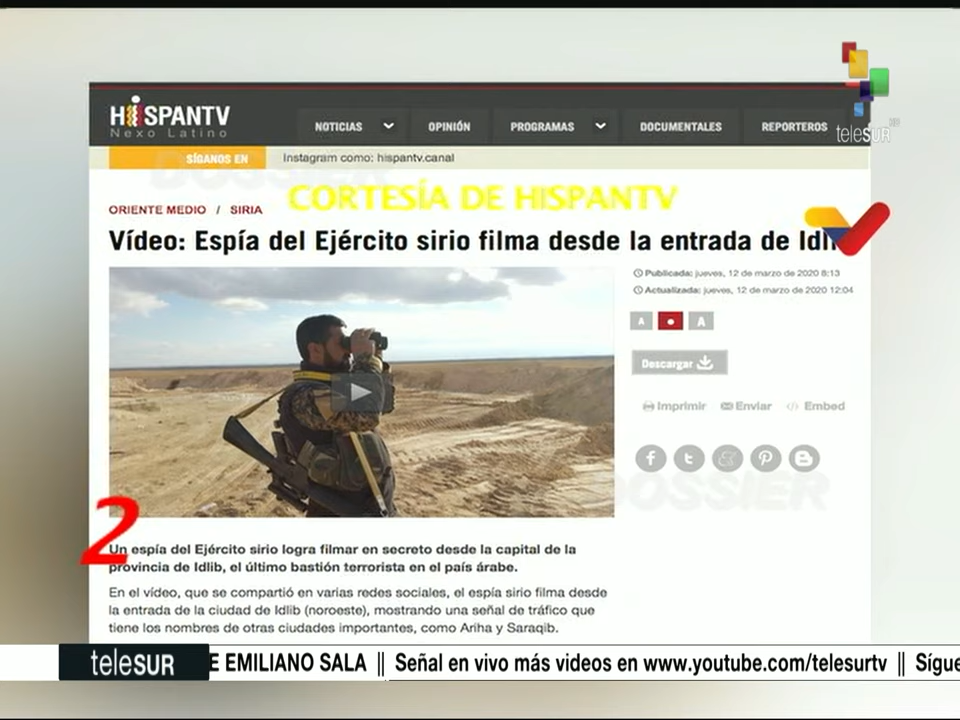 HISPANTV
Nexo Latino
NOTICIAS
OPINIÓN
PROGRAMAS
DOCUMENTALES
REPORTEROS
teleSUR HD
SÍGANOS EN
Instagram como: hispantv.canal
DOSSIER
CORTESÍA DE HISPANTV
ORIENTE MEDIO / SIRIA
Vídeo: Espía del Ejército sirio filma desde la entrada de
Publicada: jueves, 12 de marzo de 2020 8:13
Actualizada: jueves, 12 de marzo de 2020 12:04
A A
Descargar
Imprimir Enviar Embed
DOSSIER
2
Un espía del Ejército sirio logra filmar en secreto desde la capital de la
provincia de Idlib, el último bastión terrorista en el país árabe.
En el vídeo, que se compartió en varias redes sociales, el espía sirio filma desde
la entrada de la ciudad de Idlib (noroeste), mostrando una señal de tráfico que
tiene los nombres de otras ciudades importantes, como Ariha y Saraqib.
teleSUR
E EMILIANO SALA || Señal en vivo más videos en www.youtube.com/telesurtv || Sígue